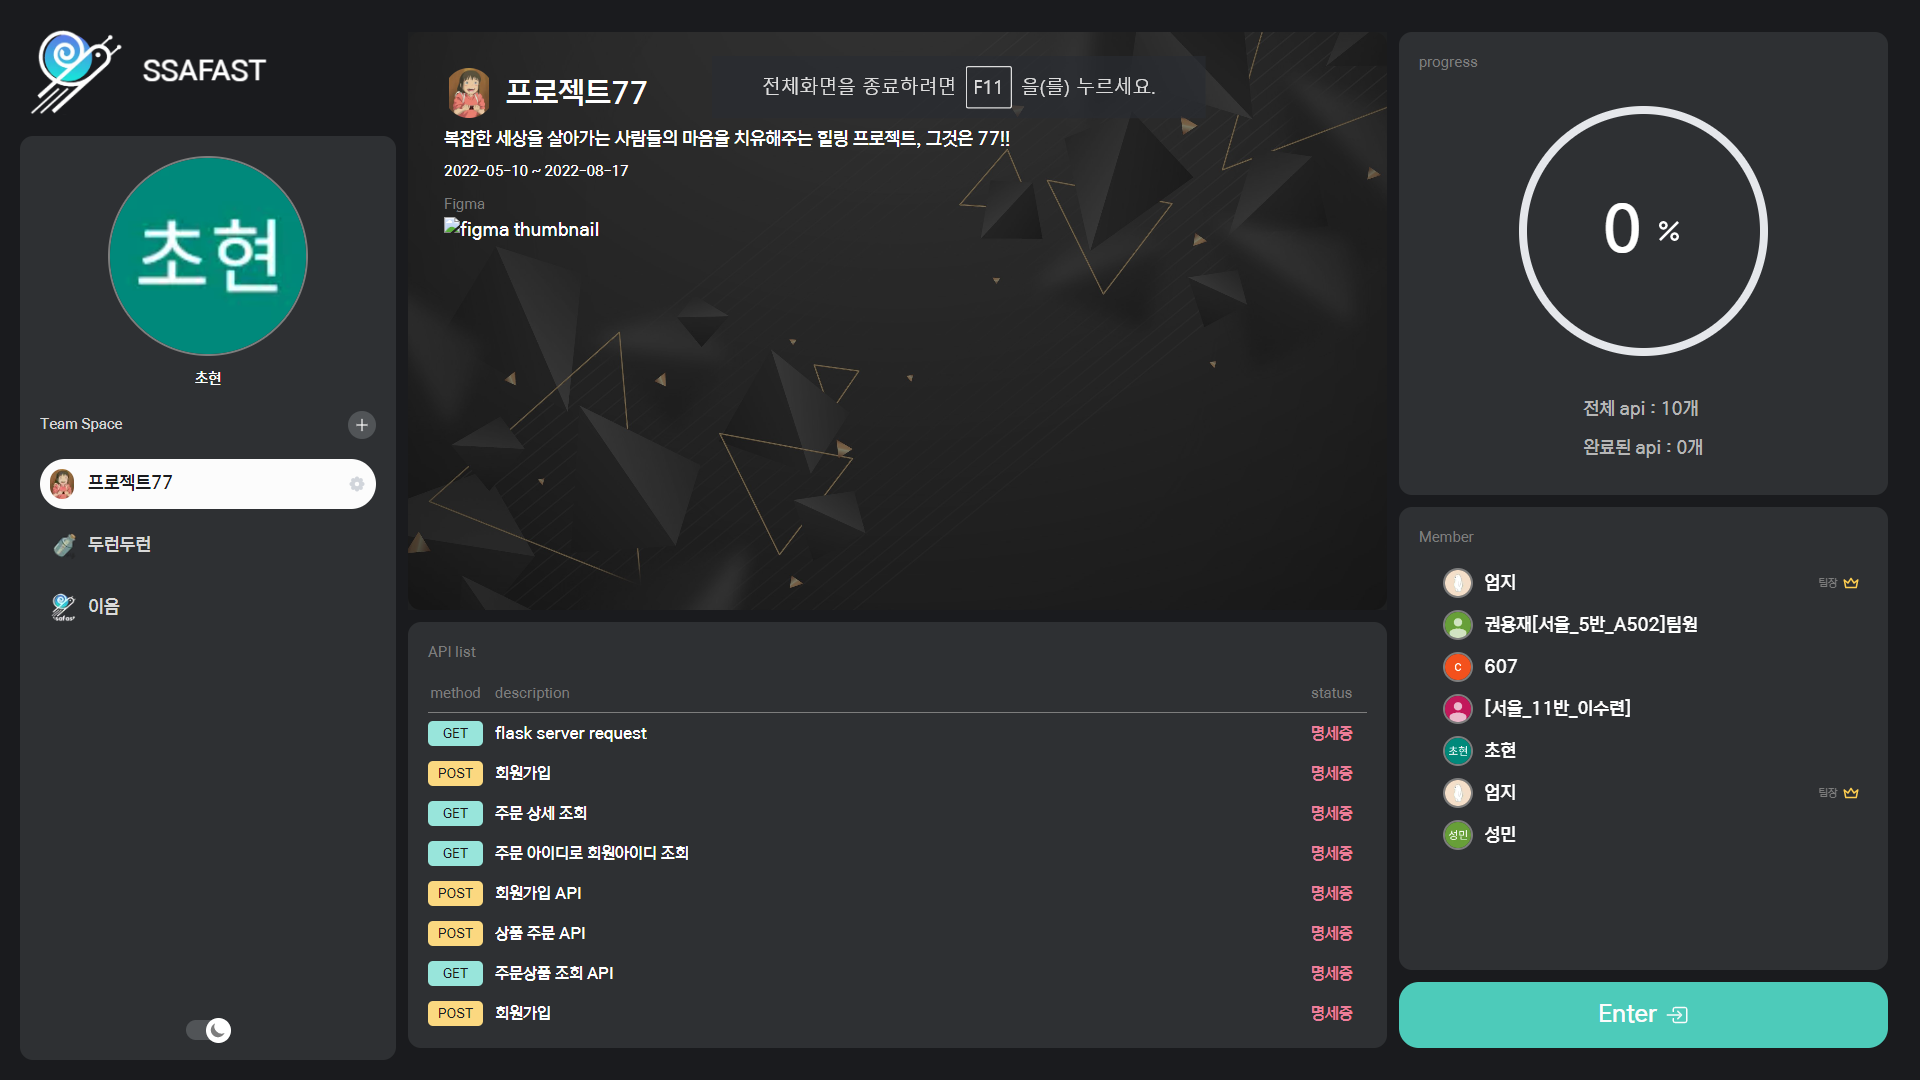 SSAFAST
초현
초현
Team Space
프로젝트77
두런두런
이음
프로젝트77
전체화면을 종료하려면 F11 을(를) 누르세요.
복잡한 세상을 살아가는 사람들의 마음을 치유해주는 힐링 프로젝트, 그것은 77!!
2022-05-10 ~ 2022-08-17
Figma
figma thumbnail
API list
method description status
GET flask server request 명세중
POST 회원가입 명세중
GET 주문 상세 조회 명세중
GET 주문 아이디로 회원아이디 조회 명세중
POST 회원가입 API 명세중
POST 상품 주문 API 명세중
GET 주문상품 조회 API 명세중
POST 회원가입 명세중
progress
0 %
전체 api : 10개
완료된 api : 0개
Member
엄지 팀장
권용재[서울_5반_A502]팀원
C 607
[서울_11반_이수련]
초현 초현
엄지 팀장
성민 성민
Enter